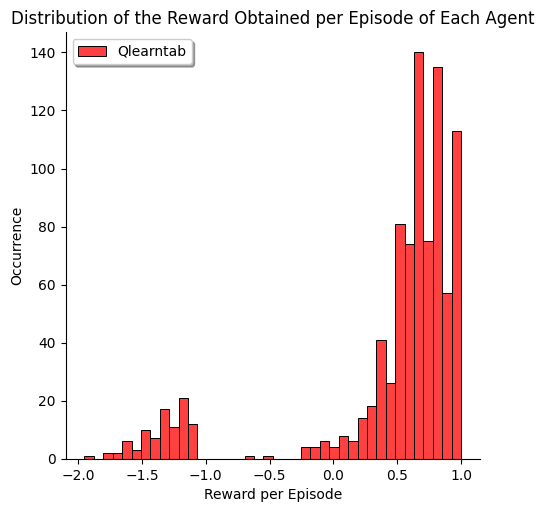 Distribution of the Reward Obtained per Episode of Each Agent
Qlearntab
140
120
100
80
60
40
20
0
Occurrence
−2.0 −1.5 −1.0 −0.5 0.0 0.5 1.0
Reward per Episode